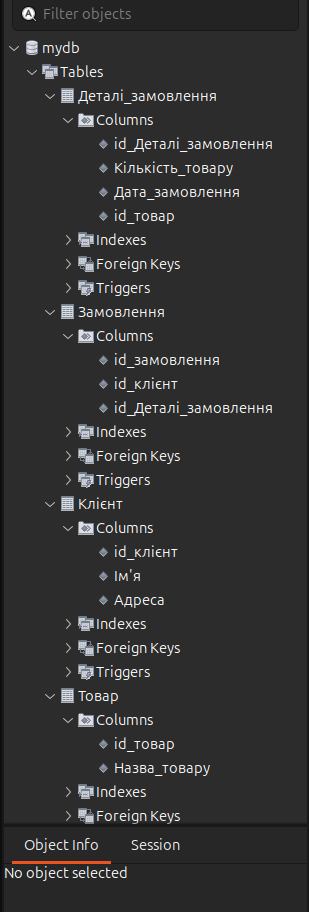 Filter objects
mydb
Tables
Деталі_замовлення
Columns
id_Деталі_замовлення
Кількість_товару
Дата_замовлення
id_товар
Indexes
Foreign Keys
Triggers
Замовлення
Columns
id_замовлення
id_клієнт
id_Деталі_замовлення
Indexes
Foreign Keys
Triggers
Клієнт
Columns
id_клієнт
Ім'я
Адреса
Indexes
Foreign Keys
Triggers
Товар
Columns
id_товар
Назва_товару
Indexes
Foreign Keys
Object Info Session
No object selected